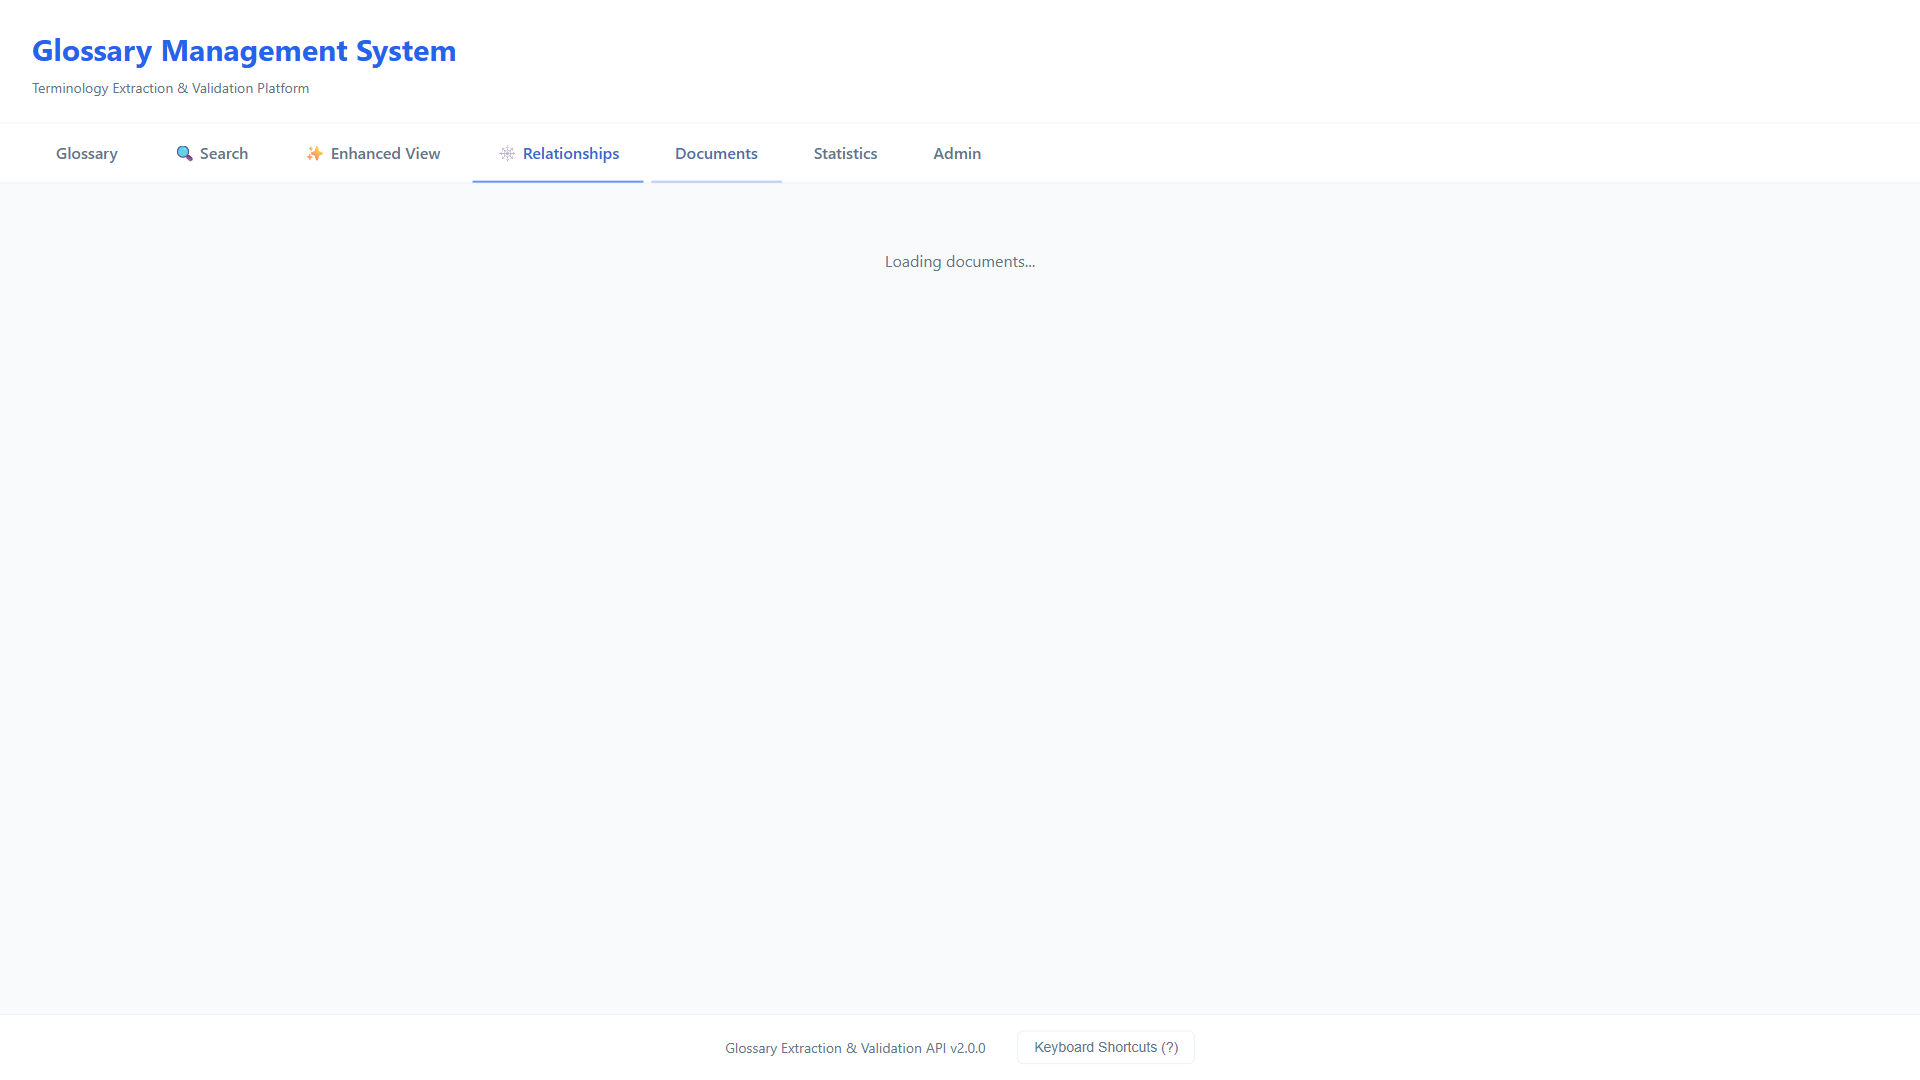 Glossary Management System
Terminology Extraction & Validation Platform
Glossary
Search
Enhanced View
Relationships
Documents
Statistics
Admin
Loading documents...
Glossary Extraction & Validation API v2.0.0
Keyboard Shortcuts (?)